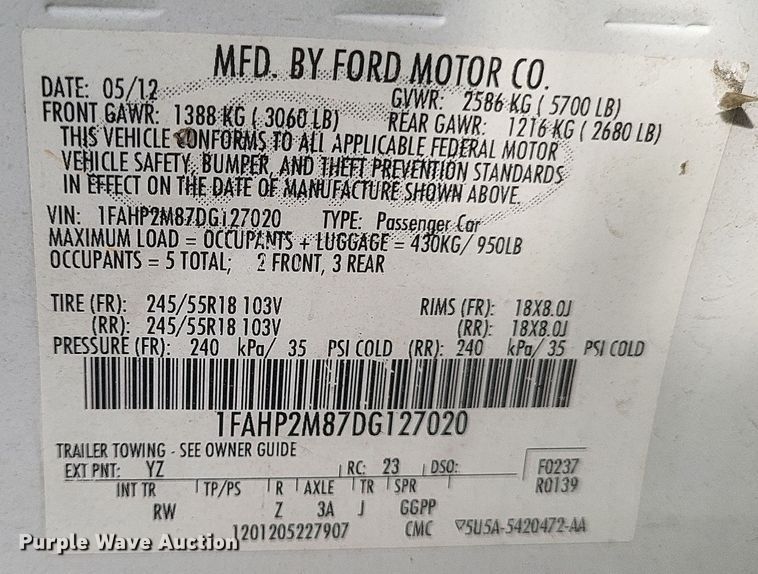 MFD. BY FORD MOTOR CO.
DATE: 05/12 GVWR: 2586 KG ( 5700 LB)
FRONT GAWR: 1388 KG ( 3060 LB) REAR GAWR: 1216 KG ( 2680 LB)
THIS VEHICLE CONFORMS TO ALL APPLICABLE FEDERAL MOTOR
VEHICLE SAFETY, BUMPER, AND THEFT PREVENTION STANDARDS
IN EFFECT ON THE DATE OF MANUFACTURE SHOWN ABOVE.
VIN: 1FAHP2M87DG127020 TYPE: Passenger Car
MAXIMUM LOAD = OCCUPANTS + LUGGAGE = 430KG/ 950LB
OCCUPANTS = 5 TOTAL; 2 FRONT, 3 REAR
TIRE (FR): 245/55R18 103V RIMS (FR): 18X8.0J
(RR): 245/55R18 103V (RR): 18X8.0J
PRESSURE (FR): 240 kPa/ 35 PSI COLD (RR): 240 kPa/ 35 PSI COLD
1FAHP2M87DG127020
TRAILER TOWING - SEE OWNER GUIDE
EXT PNT: YZ RC: 23 DSO: F0237
INT TR TP/PS R AXLE TR SPR R0139
RW Z 3A J GGPP
1201205227907 CMC 5U5A-5420472-AA
Purple Wave Auction